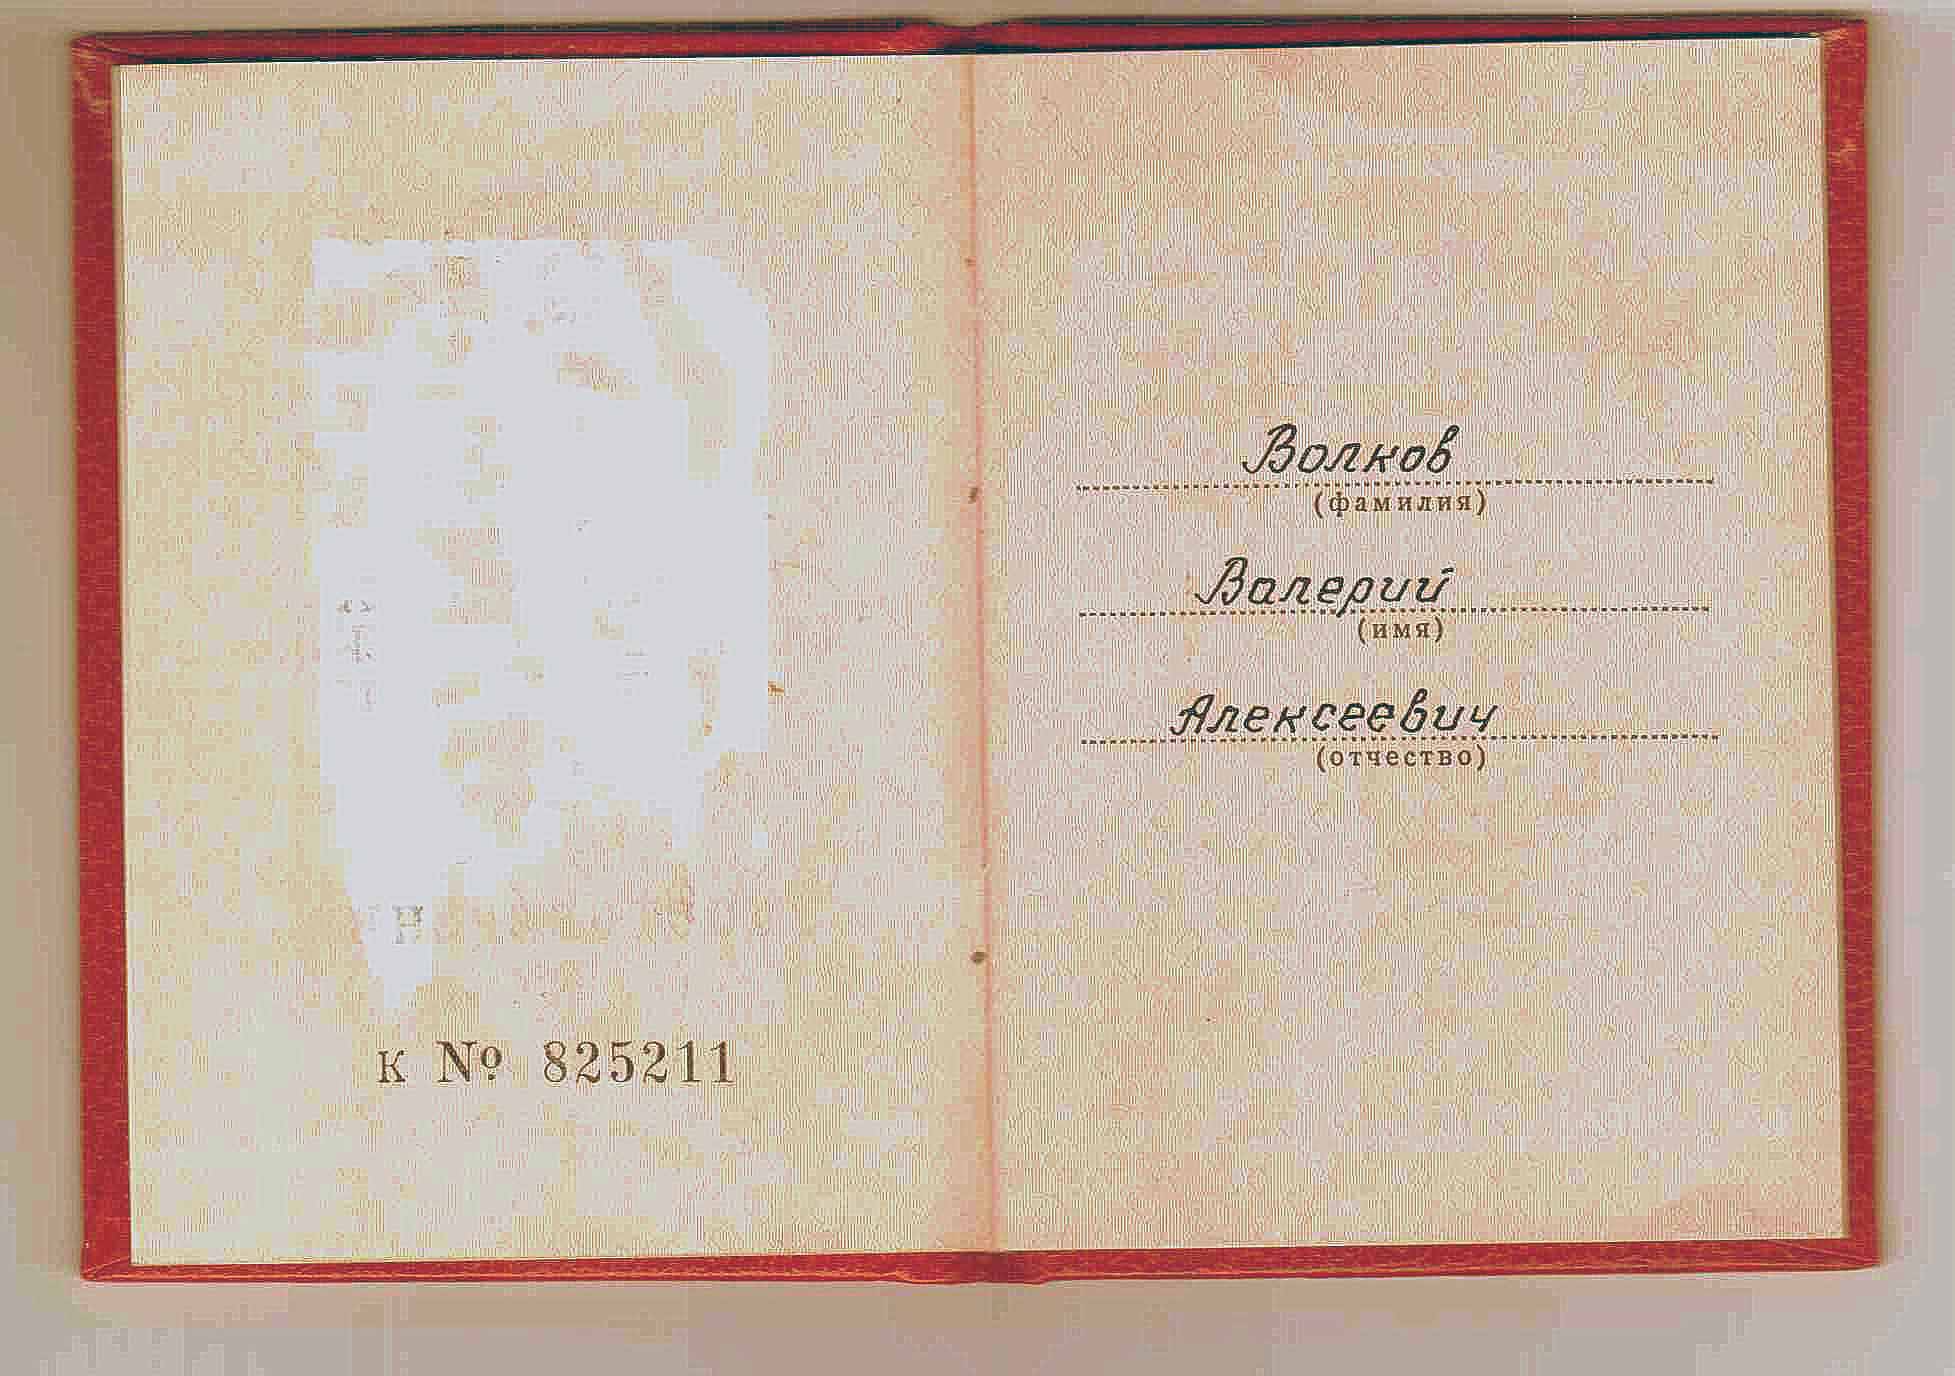 к № 825211
Волков
(фамилия)
Валерий
(имя)
Алексеевич
(отчество)